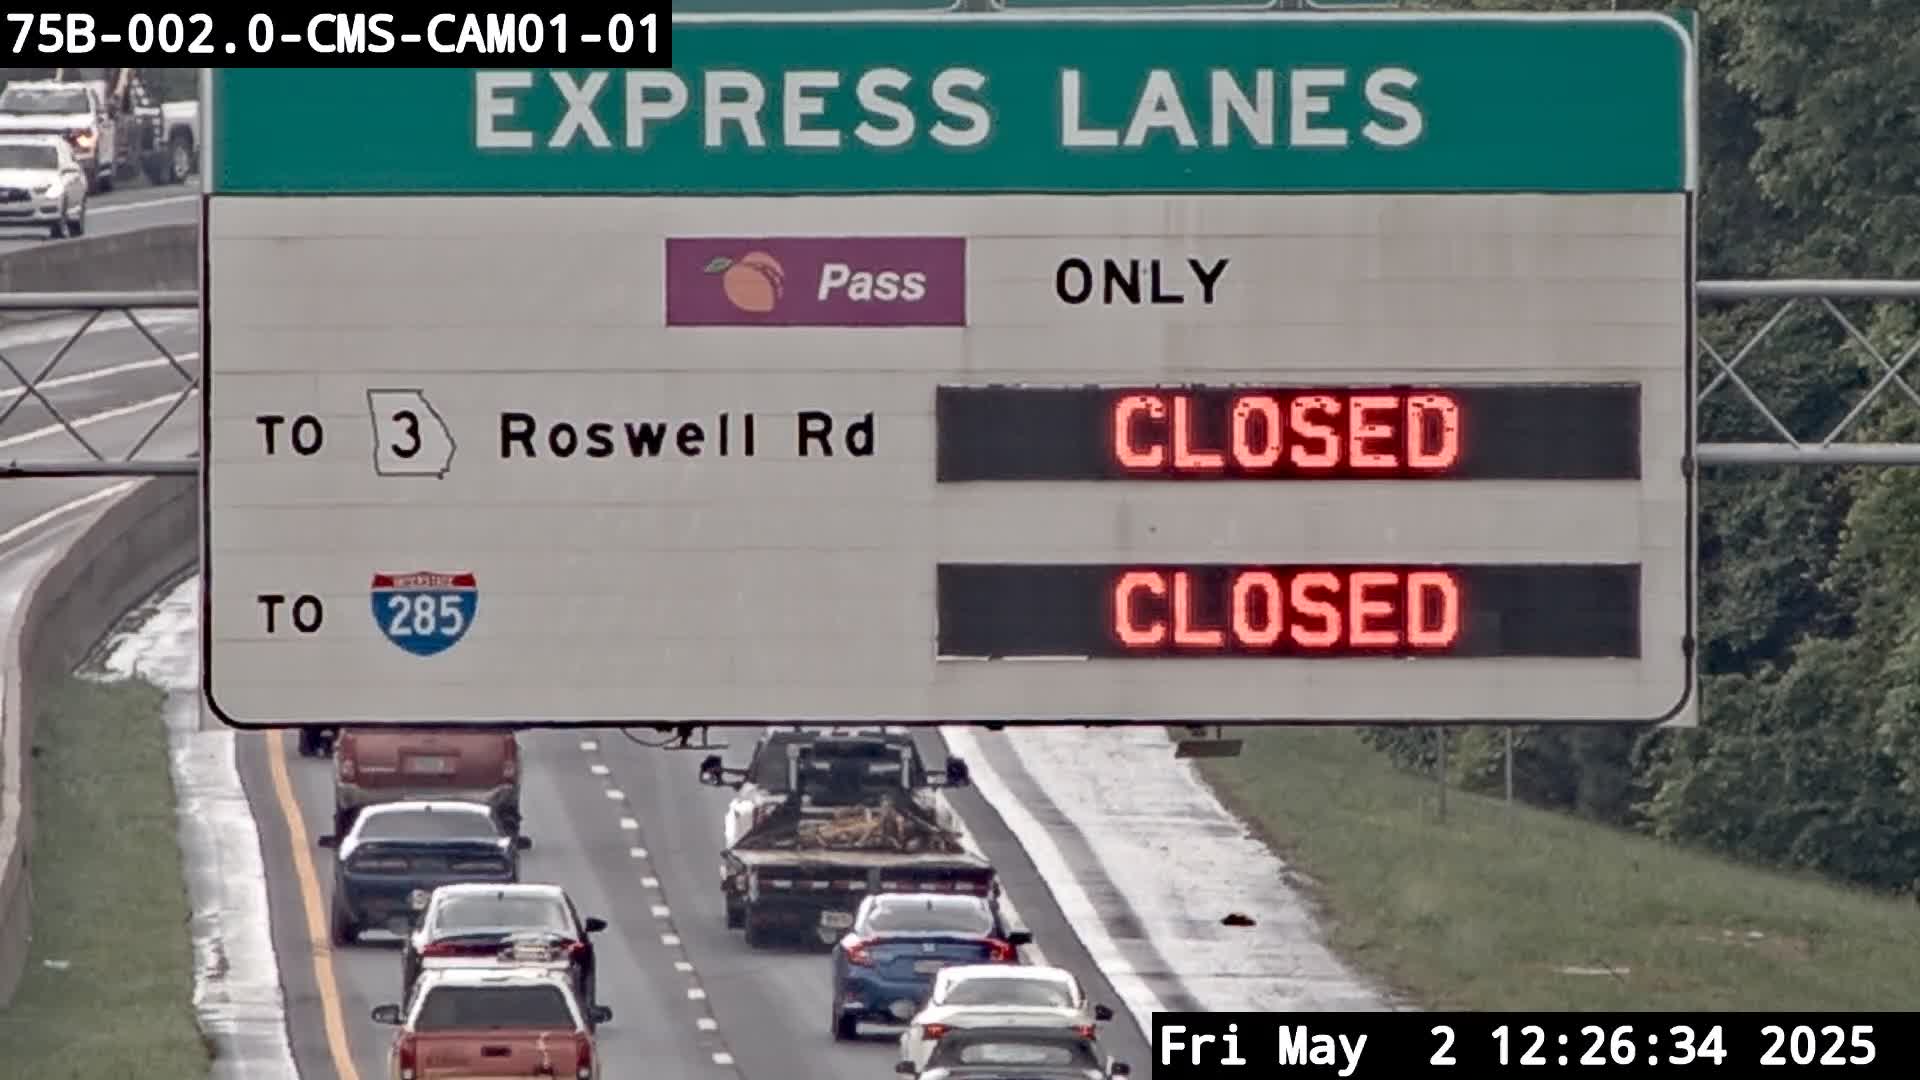 75B-002.0-CMS-CAM01-01
EXPRESS LANES
Pass ONLY
TO 3 Roswell Rd CLOSED
INTERSTATE
TO 285 CLOSED
Fri May 2 12:26:34 2025